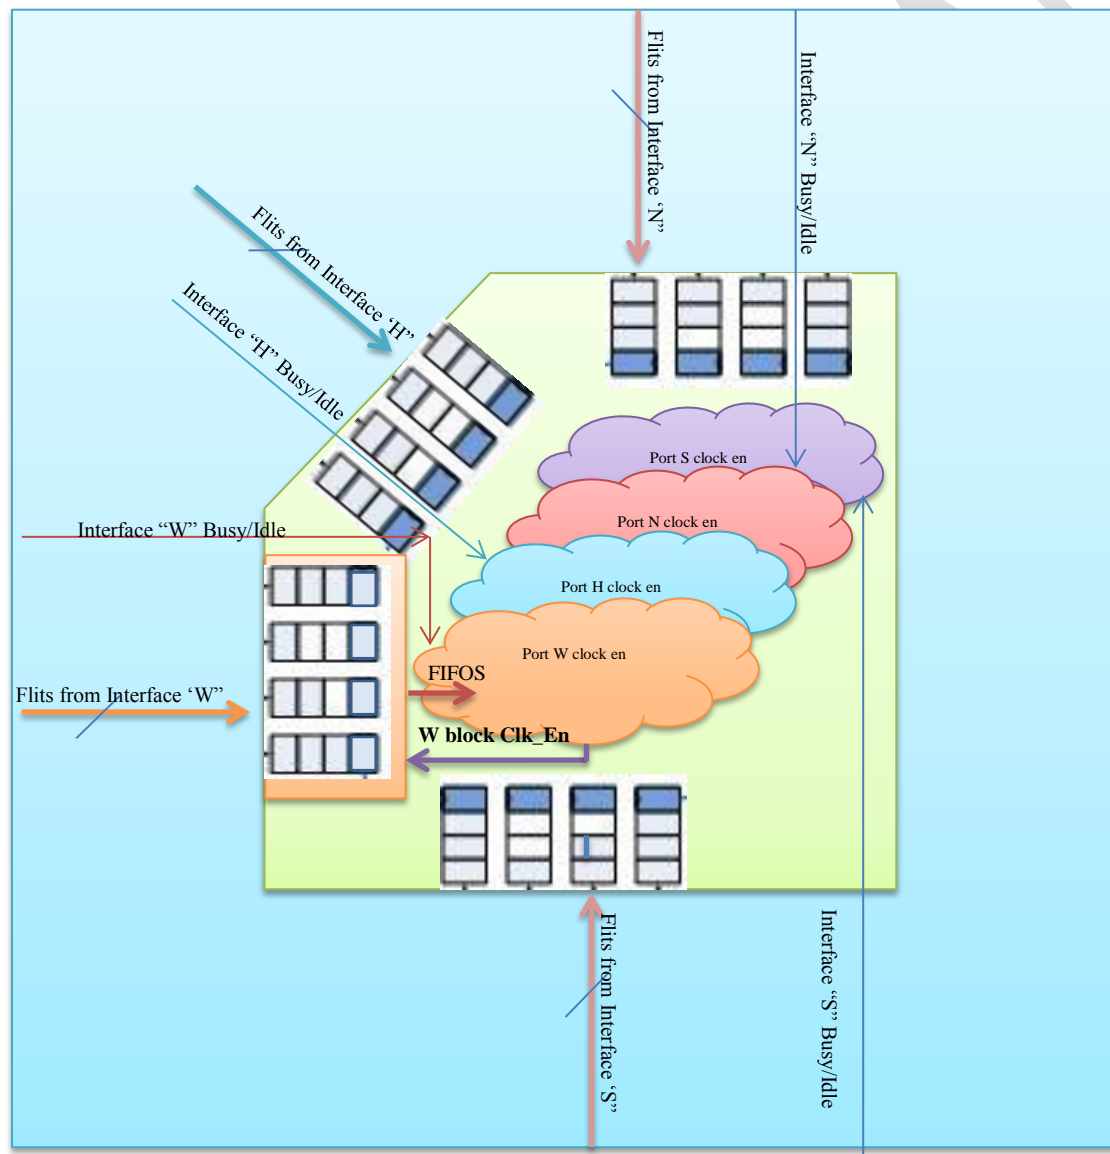 Flits from Interface ‘N”
Interface “N” Busy/Idle
Flits from Interface ‘H”
Interface “H” Busy/Idle
Port S clock en
Port N clock en
Interface “W” Busy/Idle
Port H clock en
Port W clock en
FIFOS
Flits from Interface ‘W”
W block Clk_En
Flits from Interface ‘S”
Interface “S” Busy/Idle